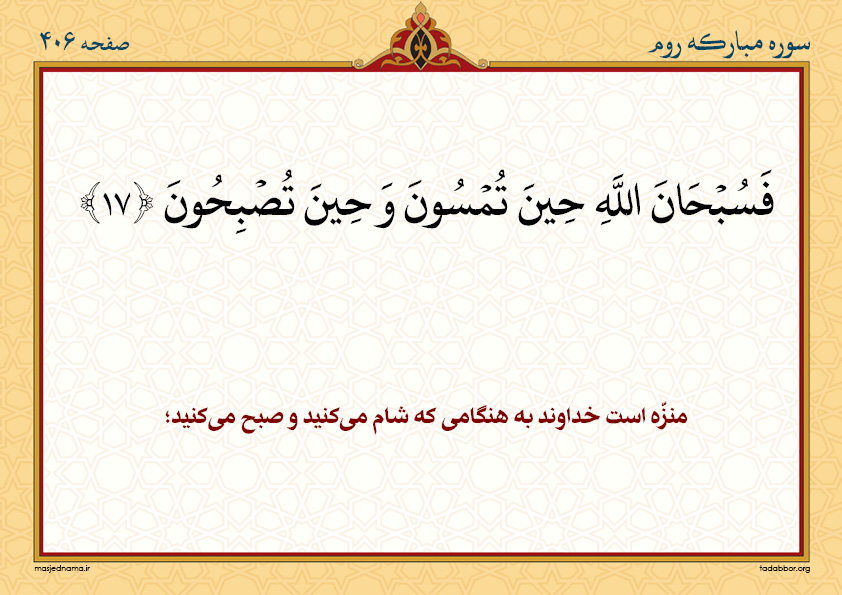 سوره مبارکه روم
صفحه ۴۰۶
فَسُبْحَانَ اللَّهِ حِينَ تُمْسُونَ وَ حِينَ تُصْبِحُونَ ﴿۱۷﴾
منزّه است خداوند به هنگامی که شام می‌کنید و صبح می‌کنید؛
masjednama.ir
tadabbor.org